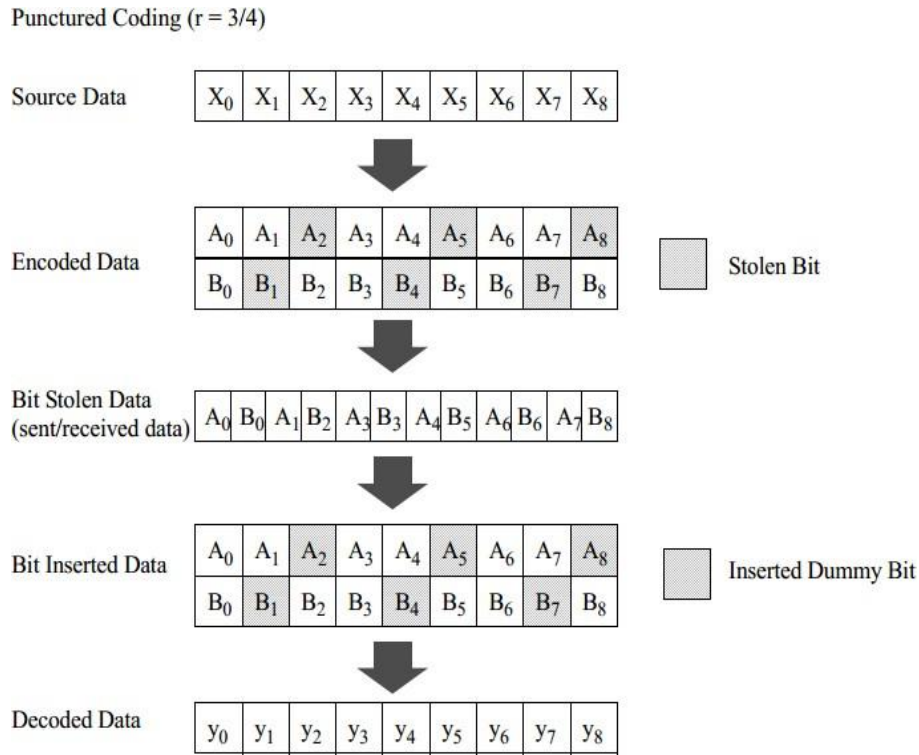 Punctured Coding (r = 3/4)
Source Data X₀ X₁ X₂ X₃ X₄ X₅ X₆ X₇ X₈
Encoded Data
A₀ A₁ A₂ A₃ A₄ A₅ A₆ A₇ A₈
B₀ B₁ B₂ B₃ B₄ B₅ B₆ B₇ B₈
Stolen Bit
Bit Stolen Data
(sent/received data)
A₀ B₀ A₁ B₂ A₃ B₃ A₄ B₅ A₆ B₆ A₇ B₈
Bit Inserted Data
A₀ A₁ A₂ A₃ A₄ A₅ A₆ A₇ A₈
B₀ B₁ B₂ B₃ B₄ B₅ B₆ B₇ B₈
Inserted Dummy Bit
Decoded Data y₀ y₁ y₂ y₃ y₄ y₅ y₆ y₇ y₈